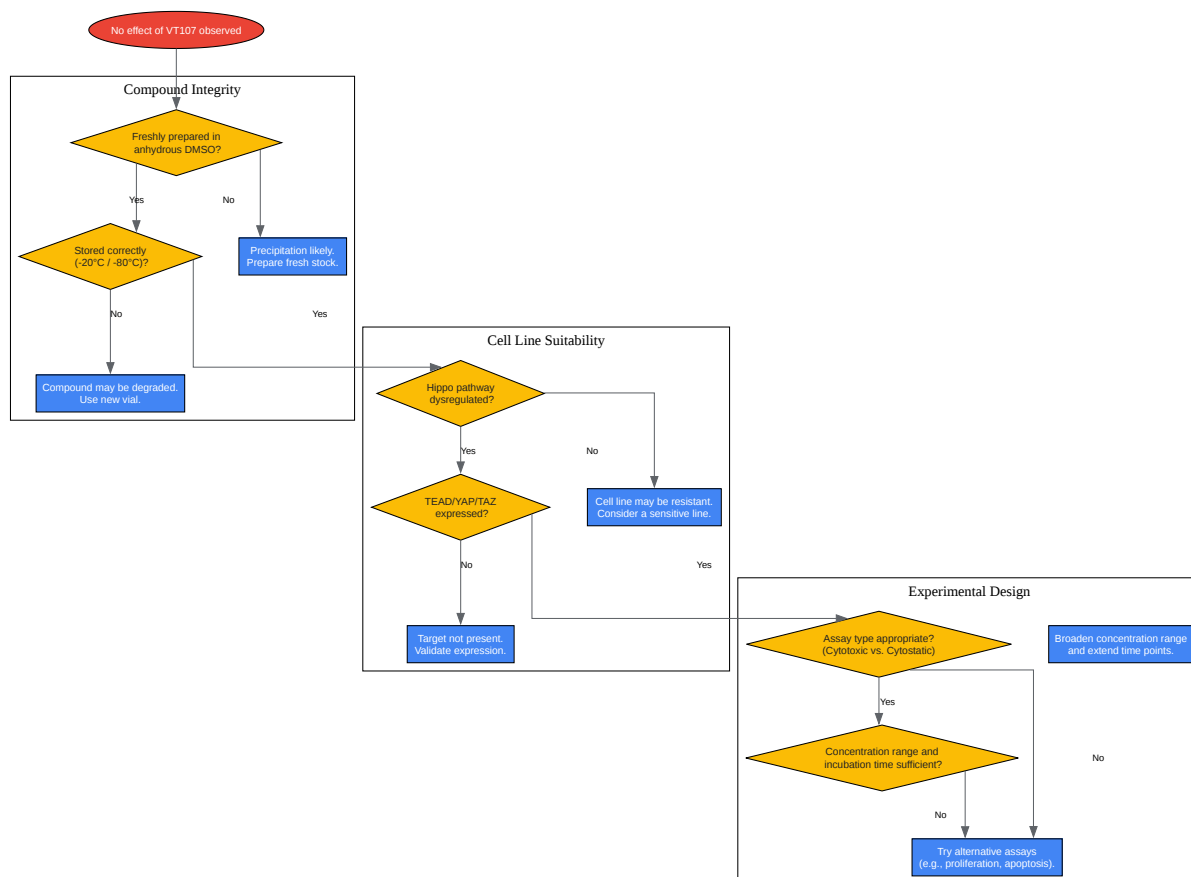 No effect of VT107 observed
Compound Integrity
Freshly prepared in
anhydrous DMSO?
Yes
No
Stored correctly
(-20°C / -80°C)?
Precipitation likely.
Prepare fresh stock.
No
Yes
Compound may be degraded.
Use new vial.
Cell Line Suitability
Hippo pathway
dysregulated?
Yes
No
TEAD/YAP/TAZ
expressed?
Cell line may be resistant.
Consider a sensitive line.
No
Yes
Target not present.
Validate expression.
Experimental Design
Assay type appropriate?
(Cytotoxic vs. Cytostatic)
Broaden concentration range
and extend time points.
Yes
No
Concentration range and
incubation time sufficient?
No
Try alternative assays
(e.g., proliferation, apoptosis).